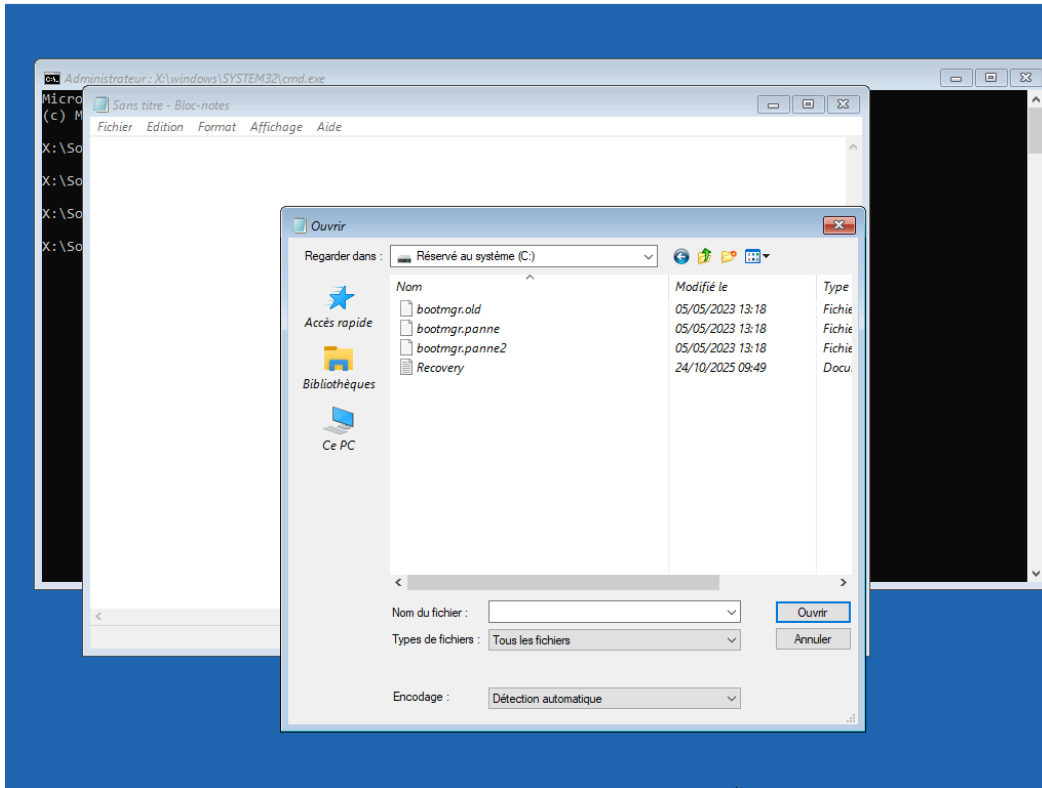 Administrateur : X:\windows\SYSTEM32\cmd.exe
Micro
(c) M
X:\So
X:\So
X:\So
X:\So
Sans titre - Bloc-notes
Fichier Edition Format Affichage Aide
Ouvrir
Regarder dans : Réservé au système (C:)
Accès rapide
Bibliothèques
Ce PC
Nom Modifié le Type
bootmgr.old 05/05/2023 13:18 Fichie
bootmgr.panne 05/05/2023 13:18 Fichie
bootmgr.panne2 05/05/2023 13:18 Fichie
Recovery 24/10/2025 09:49 Docu
Nom du fichier : Ouvrir
Types de fichiers : Tous les fichiers Annuler
Encodage : Détection automatique